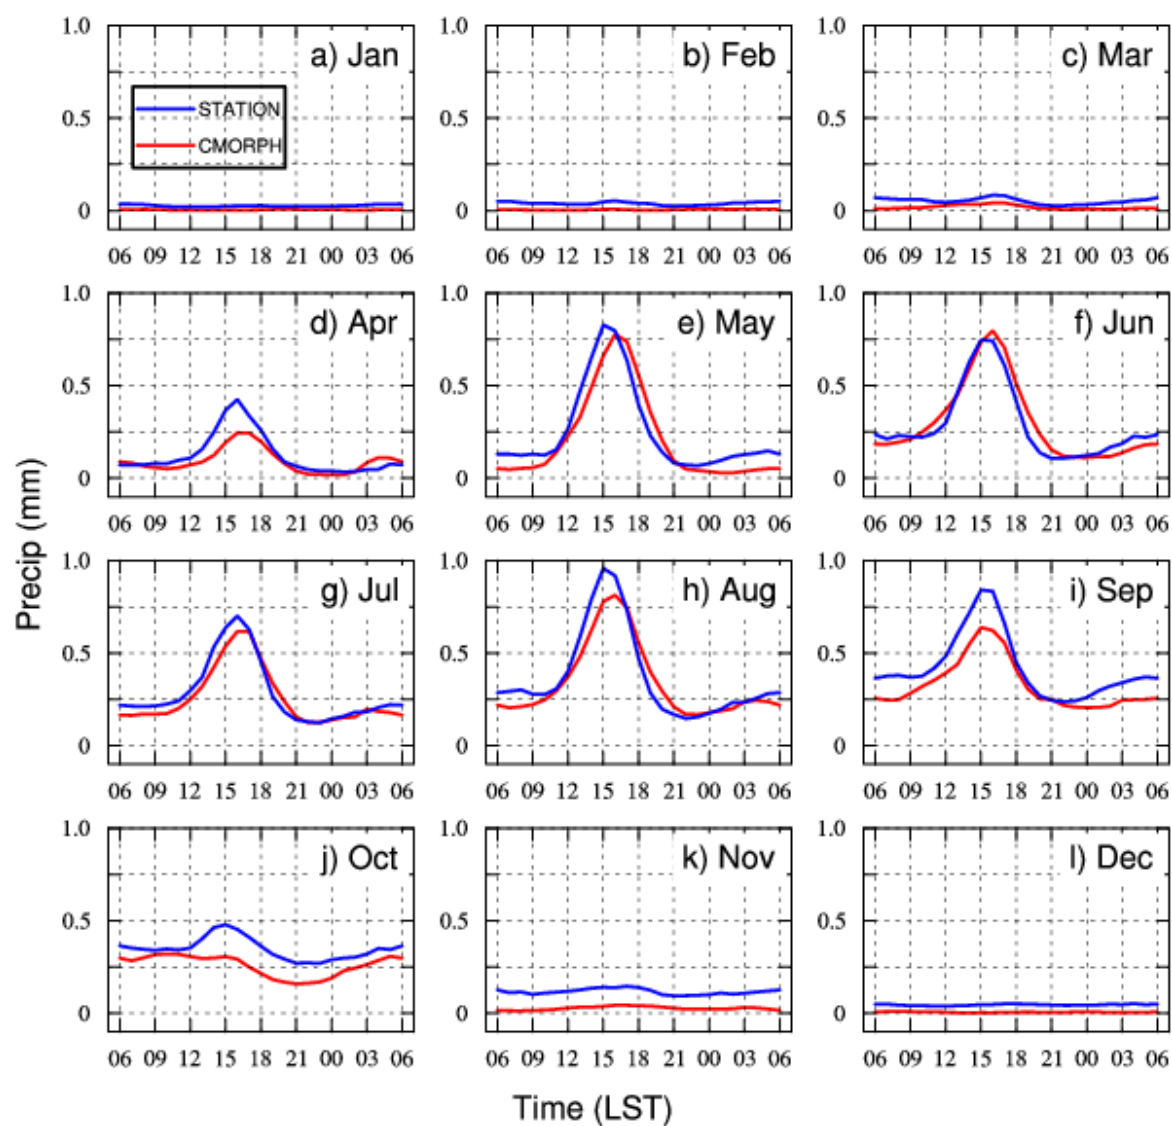 1.0
0.5
0
a) Jan
STATION
CMORPH
06 09 12 15 18 21 00 03 06
1.0
0.5
0
b) Feb
06 09 12 15 18 21 00 03 06
1.0
0.5
0
c) Mar
06 09 12 15 18 21 00 03 06
1.0
0.5
0
d) Apr
06 09 12 15 18 21 00 03 06
1.0
0.5
0
e) May
06 09 12 15 18 21 00 03 06
1.0
0.5
0
f) Jun
06 09 12 15 18 21 00 03 06
Precip (mm)
1.0
0.5
0
g) Jul
06 09 12 15 18 21 00 03 06
1.0
0.5
0
h) Aug
06 09 12 15 18 21 00 03 06
1.0
0.5
0
i) Sep
06 09 12 15 18 21 00 03 06
1.0
0.5
0
j) Oct
06 09 12 15 18 21 00 03 06
1.0
0.5
0
k) Nov
06 09 12 15 18 21 00 03 06
1.0
0.5
0
l) Dec
06 09 12 15 18 21 00 03 06
Time (LST)